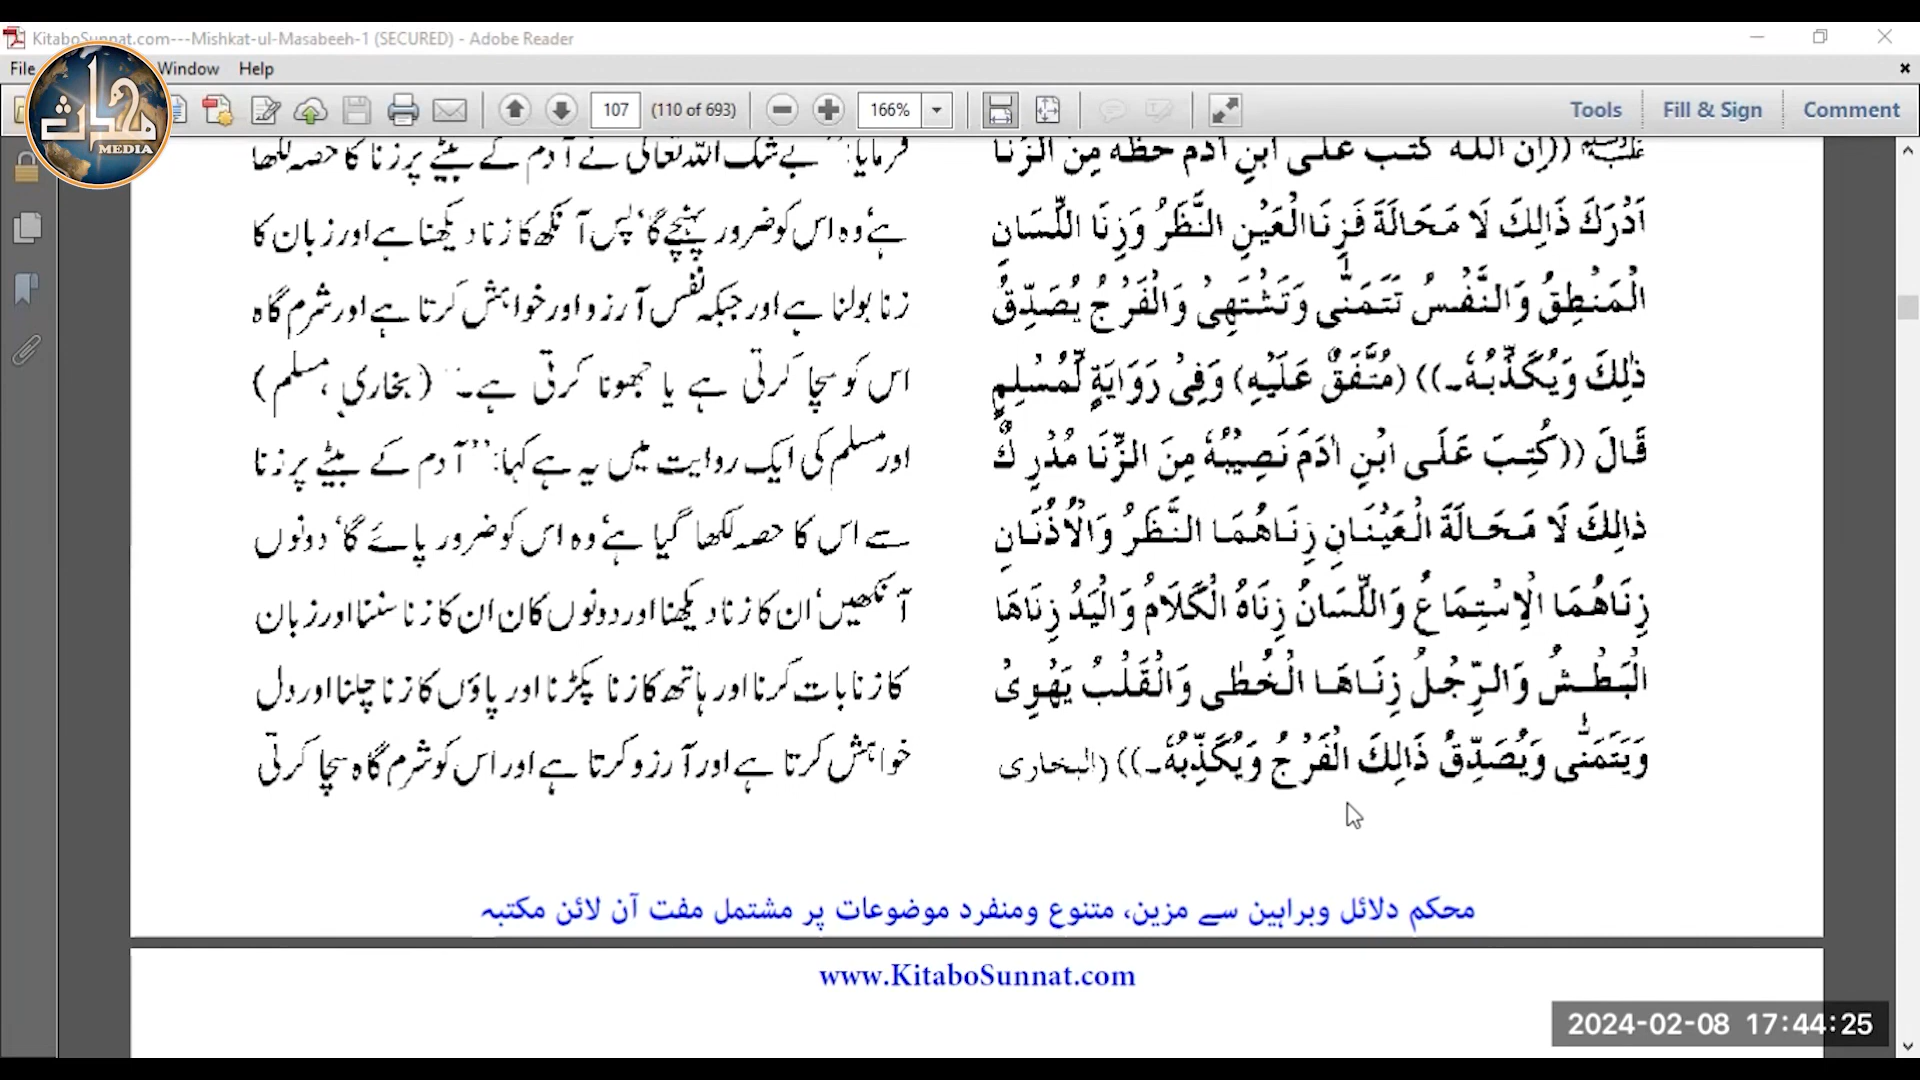 KitaboSunnat.com---Mishkat-ul-Masabeeh-1 (SECURED) - Adobe Reader
File Window Help
محدث
MEDIA
107 (110 of 693) 166% Tools Fill & Sign Comment
ﷺ ((اِنَّ اللّٰهَ كَتَبَ عَلَى ابْنِ اٰدَمَ حَظَّهٗ مِنَ الزِّنَا
اَدْرَكَ ذَالِكَ لَا مَحَالَةَ فَزِنَا الْعَيْنِ النَّظَرُ وَزِنَا اللِّسَانِ
الْمَنْطِقُ وَالنَّفْسُ تَتَمَنّٰى وَتَشْتَهِىْ وَالْفَرْجُ يُصَدِّقُ
ذٰلِكَ وَيُكَذِّبُهٗ۔)) (مُتَّفَقٌ عَلَيْهِ) وَفِىْ رَوَايَةٍ لِّمُسْلِمٍ
قَالَ ((كُتِبَ عَلَى ابْنِ اٰدَمَ نَصِيْبُهٗ مِنَ الزِّنَا مُدْرِكٌ
ذٰالِكَ لَا مَحَالَةَ الْعَيْنَانِ زِنَاهُمَا النَّظَرُ وَالْاُذُنَانِ
زِنَاهُمَا الْاِسْتِمَاعُ وَاللِّسَانُ زِنَاهُ الْكَلَامُ وَالْيَدُ زِنَاهَا
الْبَطْشُ وَالرِّجْلُ زِنَاهَا الْخُطٰى وَالْقَلْبُ يَهْوِىْ
وَيَتَمَنّٰى وَيُصَدِّقُ ذَالِكَ الْفَرْجُ وَيُكَذِّبُهٗ۔)) (البخارى
فرمایا: ''بے شک اللہ تعالیٰ نے آدم کے بیٹے پر زنا کا حصہ لکھا
ہے' وہ اس کو ضرور پہنچے گا' پس آنکھ کا زنا دیکھنا ہے اور زبان کا
زنا بولنا ہے اور جبکہ نفس آرزو اور خواہش کرتا ہے اور شرم گاہ
اس کو سچا کرتی ہے یا جھوٹا کرتی ہے۔'' (بخاری، مسلم)
اور مسلم کی ایک روایت میں یہ ہے کہا: ''آدم کے بیٹے پر زنا
سے اس کا حصہ لکھا گیا ہے' وہ اس کو ضرور پائے گا' دونوں
آنکھیں' ان کا زنا دیکھنا اور دونوں کان ان کا زنا سننا اور زبان
کا زنا بات کرنا اور ہاتھ کا زنا پکڑنا اور پاؤں کا زنا چلنا اور دل
خواہش کرتا ہے اور آرزو کرتا ہے اور اس کو شرم گاہ سچا کرتی
محکم دلائل وبراہین سے مزین، متنوع ومنفرد موضوعات پر مشتمل مفت آن لائن مکتبہ
www.KitaboSunnat.com
2024-02-08 17:44:25